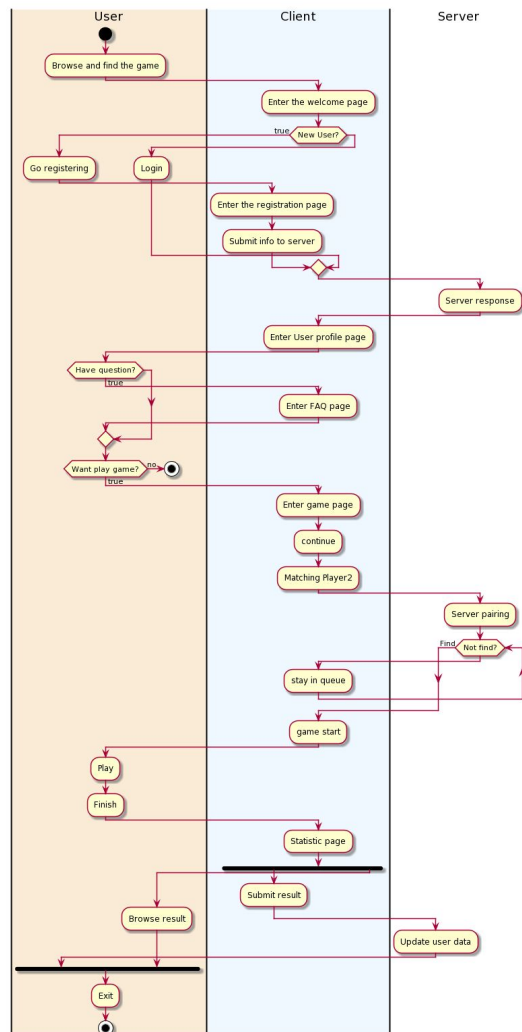 User
Client
Server
Browse and find the game
Enter the welcome page
New User?
true
Go registering
Login
Enter the registration page
Submit info to server
Server response
Enter User profile page
Have question?
true
Enter FAQ page
Want play game?
no
true
Enter game page
continue
Matching Player2
Server pairing
Not find?
Find
stay in queue
game start
Play
Finish
Statistic page
Submit result
Browse result
Update user data
Exit